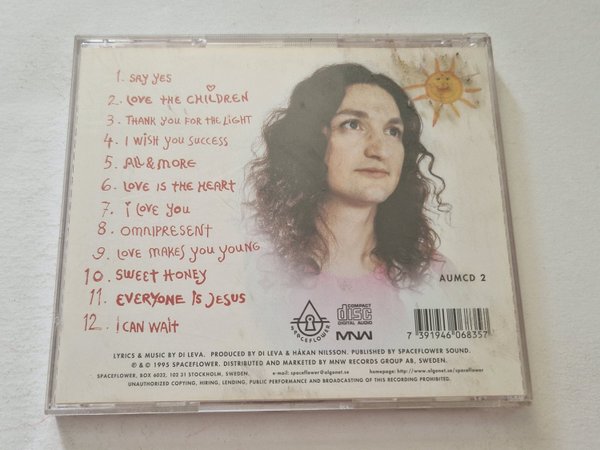 1. SAY YES
2. LOVE THE CHILDREN
3. THANK YOU FOR THE LIGHT
4. I WISH YOU SUCCESS
5. ALL & MORE
6. LOVE IS THE HEART
7. I LOVE YOU
8. OMNIPRESENT
9. LOVE MAKES YOU YOUNG
10. SWEET HONEY
11. EVERYONE IS JESUS
12. I CAN WAIT
AUMCD 2
SPACEFLOWER
COMPACT
disc
DIGITAL AUDIO
MNW
7 391946 068357
LYRICS & MUSIC BY DI LEVA. PRODUCED BY DI LEVA & HÅKAN NILSSON. PUBLISHED BY SPACEFLOWER SOUND.
℗ & © 1995 SPACEFLOWER. DISTRIBUTED AND MARKETED BY MNW RECORDS GROUP AB, SWEDEN.
SPACEFLOWER, BOX 6032, 102 31 STOCKHOLM, SWEDEN. e-mail: spaceflower@algonet.se homepage: http://www.algonet.se/spaceflower
UNAUTHORIZED COPYING, HIRING, LENDING, PUBLIC PERFORMANCE AND BROADCASTING OF THIS RECORDING PROHIBITED.